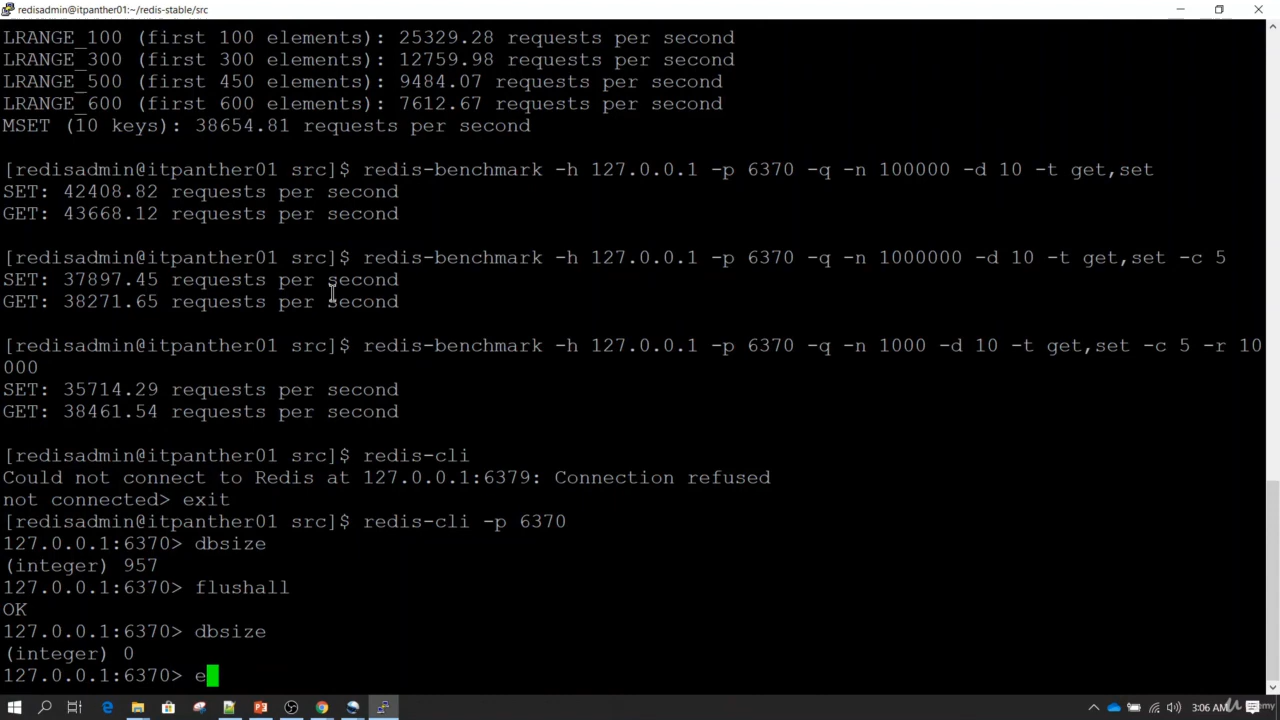 redisadmin@itpanther01:~/redis-stable/src
LRANGE_100 (first 100 elements): 25329.28 requests per second
LRANGE_300 (first 300 elements): 12759.98 requests per second
LRANGE_500 (first 450 elements): 9484.07 requests per second
LRANGE_600 (first 600 elements): 7612.67 requests per second
MSET (10 keys): 38654.81 requests per second
[redisadmin@itpanther01 src]$ redis-benchmark -h 127.0.0.1 -p 6370 -q -n 100000 -d 10 -t get,set
SET: 42408.82 requests per second
GET: 43668.12 requests per second
[redisadmin@itpanther01 src]$ redis-benchmark -h 127.0.0.1 -p 6370 -q -n 1000000 -d 10 -t get,set -c 5
SET: 37897.45 requests per second
GET: 38271.65 requests per second
[redisadmin@itpanther01 src]$ redis-benchmark -h 127.0.0.1 -p 6370 -q -n 1000 -d 10 -t get,set -c 5 -r 10
000
SET: 35714.29 requests per second
GET: 38461.54 requests per second
[redisadmin@itpanther01 src]$ redis-cli
Could not connect to Redis at 127.0.0.1:6379: Connection refused
not connected> exit
[redisadmin@itpanther01 src]$ redis-cli -p 6370
127.0.0.1:6370> dbsize
(integer) 957
127.0.0.1:6370> flushall
OK
127.0.0.1:6370> dbsize
(integer) 0
127.0.0.1:6370> e
3:06 AM